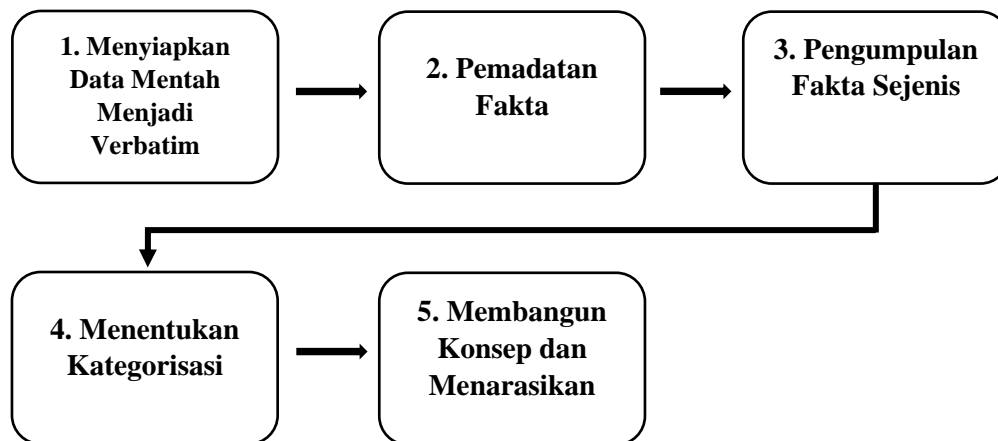 1. Menyiapkan
Data Mentah
Menjadi
Verbatim
2. Pemadatan
Fakta
3. Pengumpulan
Fakta Sejenis
4. Menentukan
Kategorisasi
5. Membangun
Konsep dan
Menarasikan